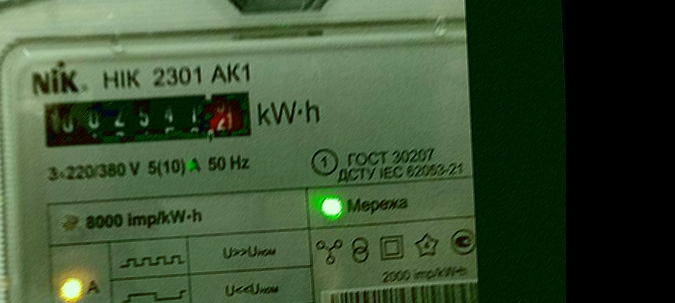 NiK. НІК 2301 АК1
kW·h
3×220/380 V 5(10) A 50 Hz
1 ГОСТ 30207
ДСТУ IEC 62053-21
8000 imp/kW·h
Мережа
U>>Uном
A
U<<Uном
2000 imp/kW·h